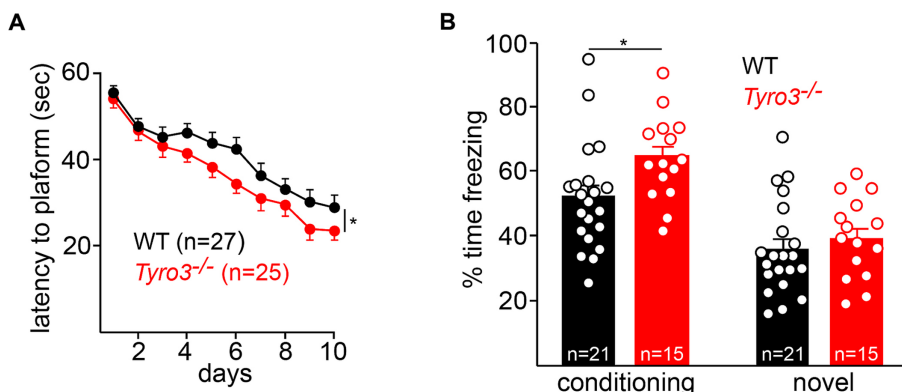 A
latency to plaform (sec)
60
40
20
WT (n=27)
Tyro3-/- (n=25)
*
2 4 6 8 10
days
B
% time freezing
100
80
60
40
20
*
WT
Tyro3-/-
n=21 n=15 n=21 n=15
conditioning novel